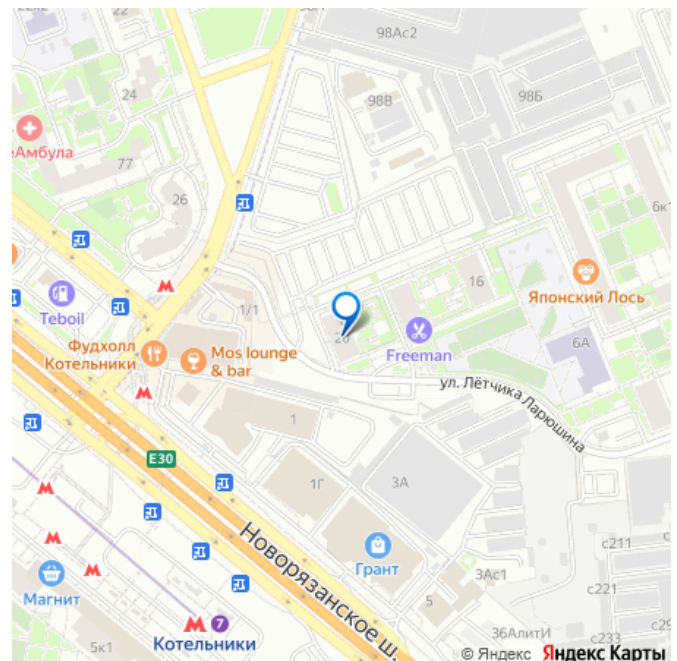 22к2
22
98Ас2
24
98В
98Б
еАмбула
77
26
6к1
16
Teboil
1/1
Японский Лось
Фудхолл
Котельники
Mos lounge
& bar
Freeman
6А
ул. Лётчика Ларюшина
1
E30
1Г
3А
Новорязанское ш.
Грант
с211
3Ас1
с221
Магнит
5
36АлитИ
с233
5к1
7
Котельники
© Яндекс Яндекс Карты